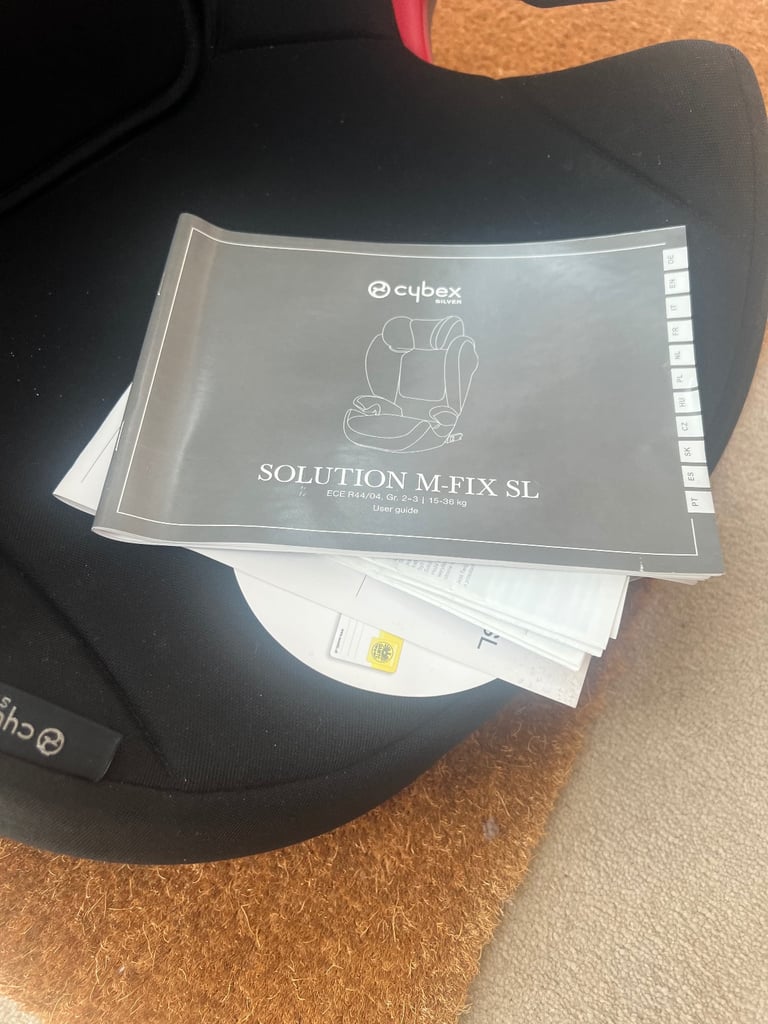 cybex
SILVER
SOLUTION M-FIX SL
ECE R44/04, Gr. 2-3 | 15-36 kg
User guide
DE
EN
IT
FR
NL
PL
HU
CZ
SK
ES
PT
SL